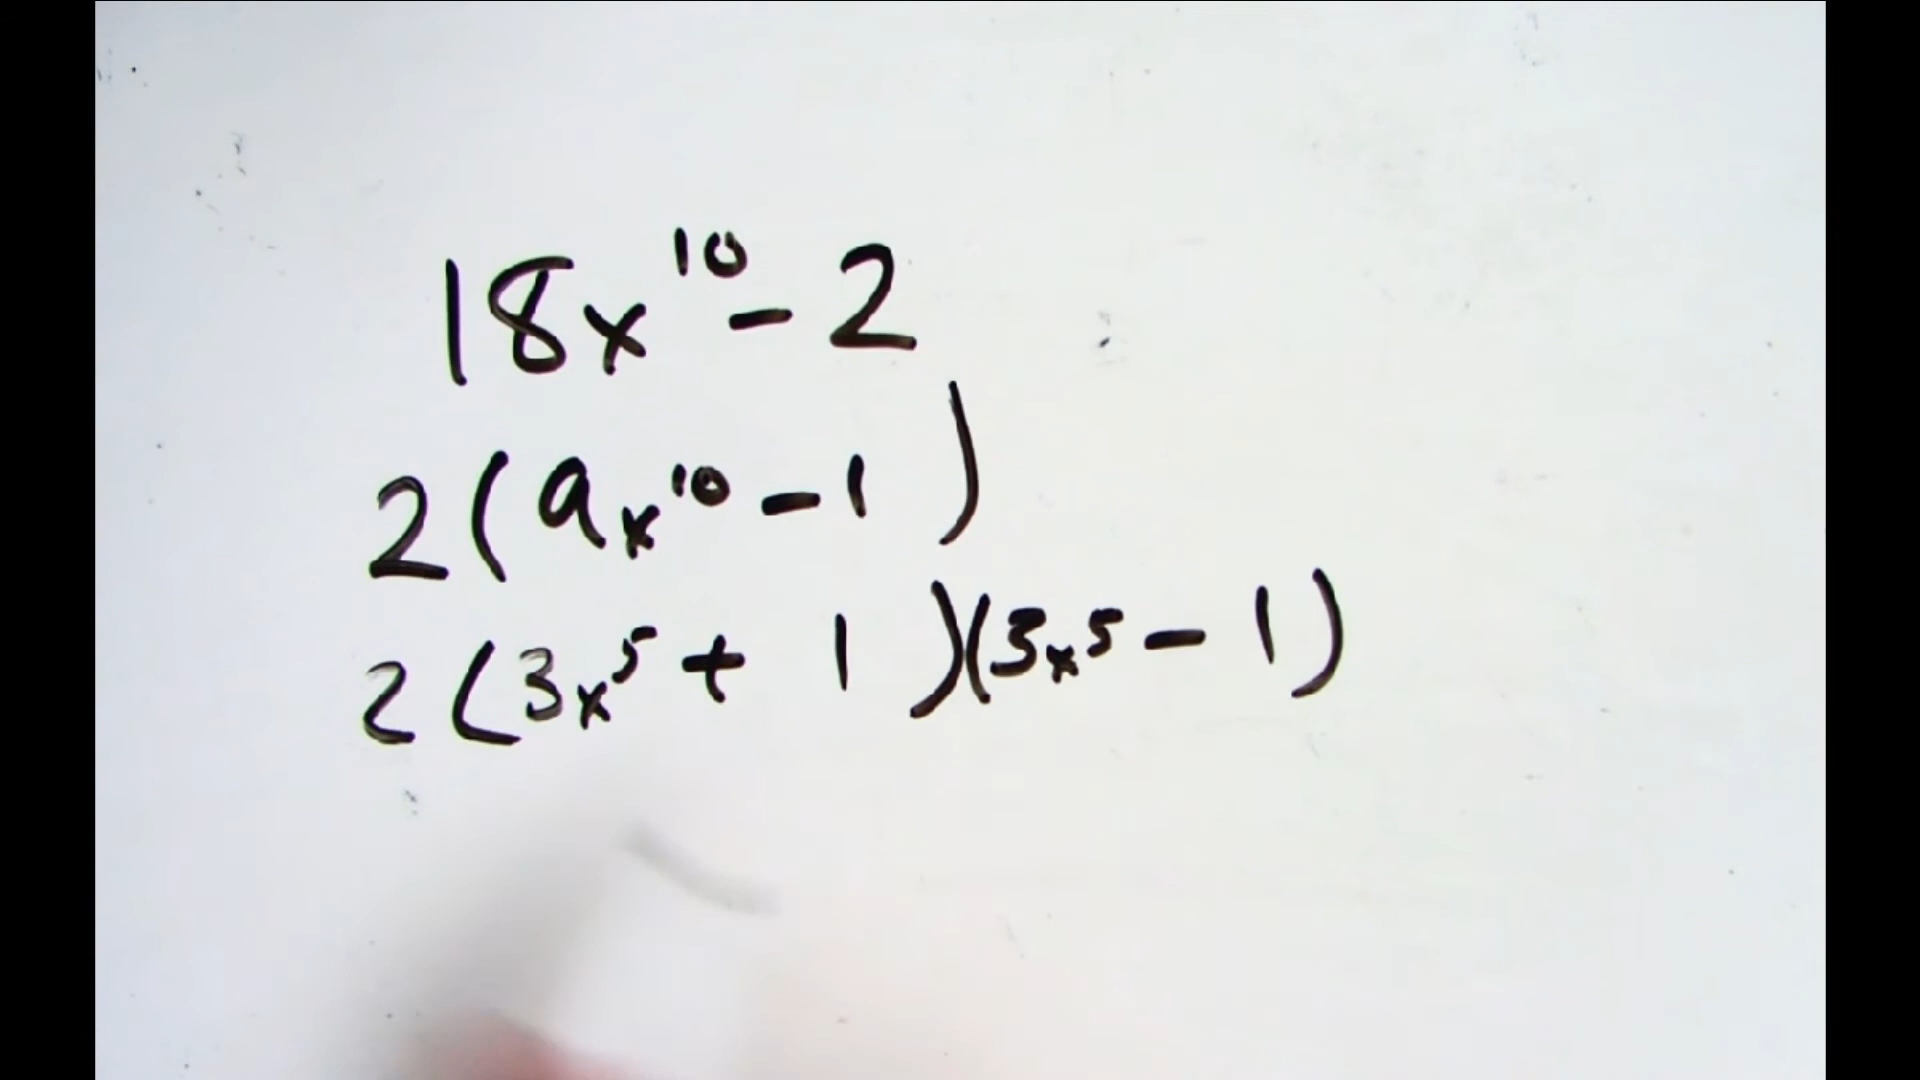 18x¹⁰ - 2
2(9x¹⁰ - 1)
2(3x⁵ + 1)(3x⁵ - 1)